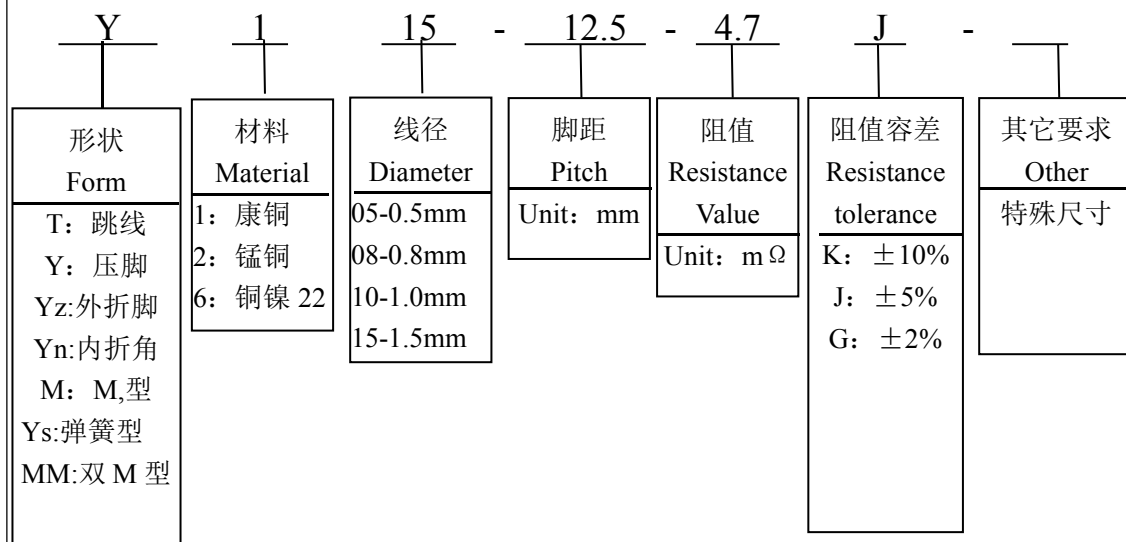 Y 1 15 - 12.5 - 4.7 J -
形状
Form
T：跳线
Y：压脚
Yz:外折脚
Yn:内折角
M：M,型
Ys:弹簧型
MM:双 M 型
材料
Material
1：康铜
2：锰铜
6：铜镍 22
线径
Diameter
05-0.5mm
08-0.8mm
10-1.0mm
15-1.5mm
脚距
Pitch
Unit：mm
阻值
Resistance
Value
Unit：mΩ
阻值容差
Resistance
tolerance
K：±10%
J：±5%
G：±2%
其它要求
Other
特殊尺寸